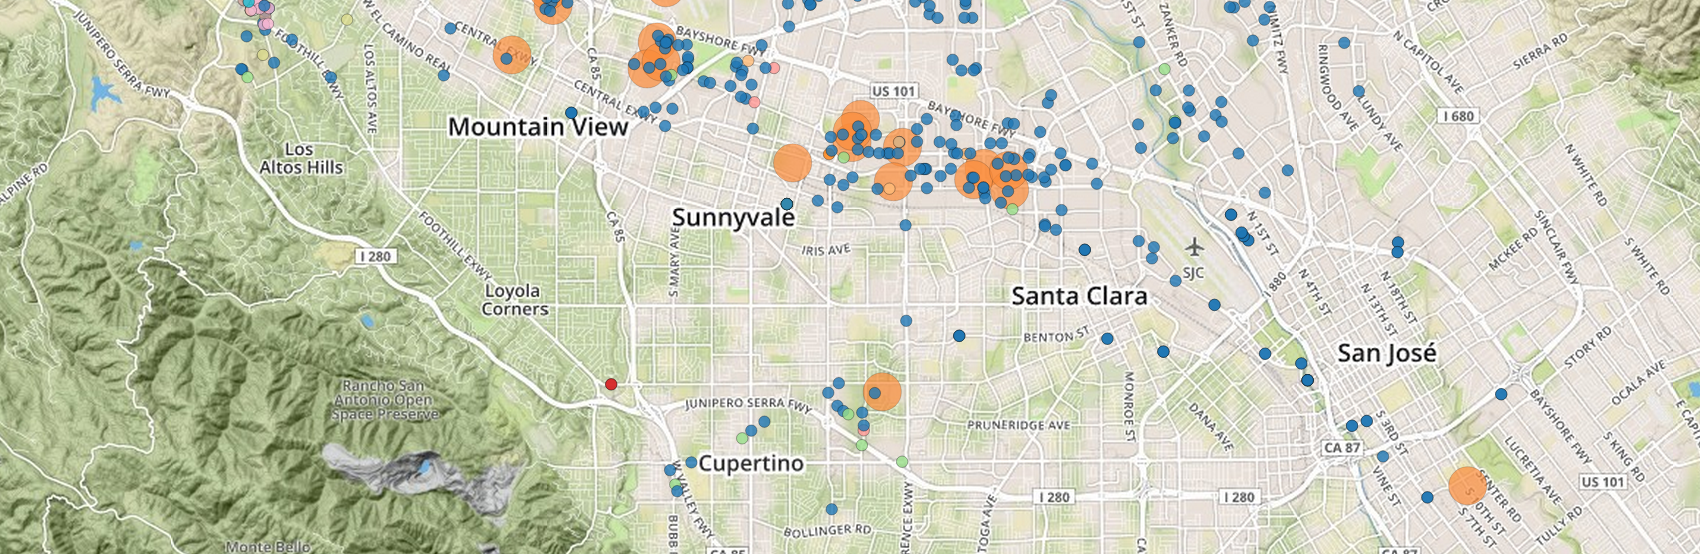 JUNIPERO SERRA FWY
FOOTHILL EXWY
LOS ALTOS AVE
EL CAMINO REAL
CENTRAL EXWY
CA 85
BAYSHORE FWY
ZANKER RD
RINGWOOD AVE
LUNDY AVE
N CAPITOL AVE
SIERRA RD
US 101
BAYSHORE FWY
I 680
CENTRAL EXWY
Mountain View
Los
Altos Hills
ALPINE RD
N WHITE RD
Sunnyvale
CA 85
FOOTHILL EXWY
S MARY AVE
IRIS AVE
I 280
SJC
N 1ST ST
I 880
N 4TH ST
N 13TH ST
N 18TH ST
MCKEE RD
SINCLAIR FWY
S WHITE RD
Loyola
Corners
Santa Clara
BENTON ST
San José
STORY RD
OCALA AVE
Rancho San
Antonio Open
Space Preserve
JUNIPERO SERRA FWY
PRUNERIDGE AVE
MONROE ST
DANA AVE
S 3RD ST
BAYSHORE FWY
CA 87
VINE ST
Cupertino
LUCRETIA AVE
S KING RD
US 101
I 280
I 280
SENTER RD
S 10TH ST
S 7TH ST
TULLY RD
BOLLINGER RD
Monte Bello
CA 85
CA 87